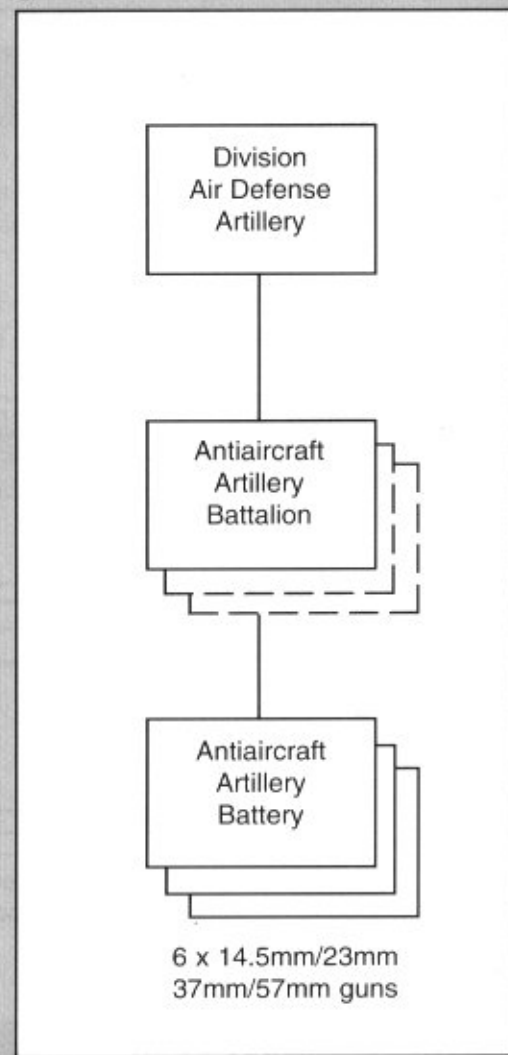 Division
Air Defense
Artillery
Antiaircraft
Artillery
Battalion
Antiaircraft
Artillery
Battery
6 x 14.5mm/23mm
37mm/57mm guns